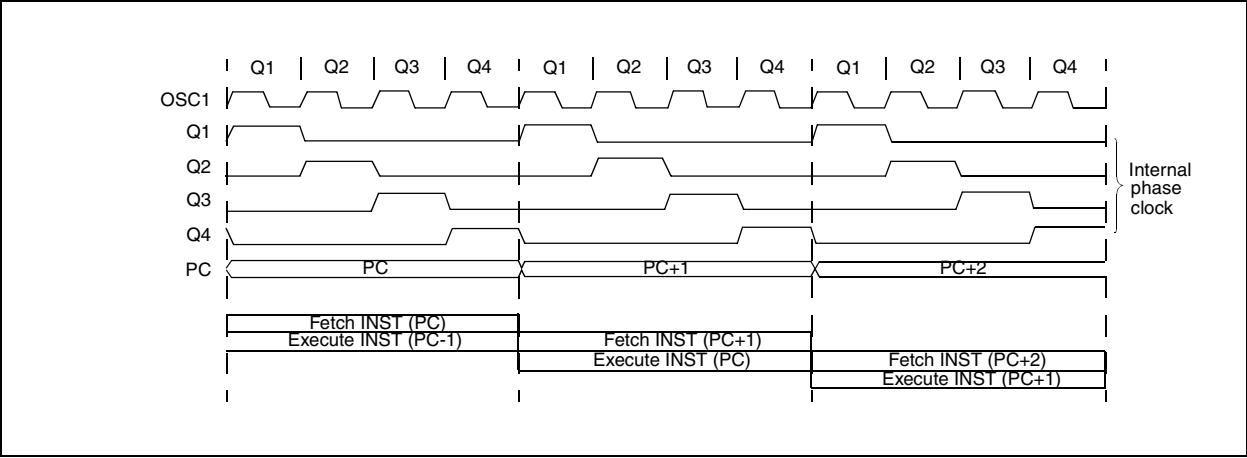 Q1 Q2 Q3 Q4 Q1 Q2 Q3 Q4 Q1 Q2 Q3 Q4
OSC1
Q1
Q2
Q3
Q4
PC
Internal
phase
clock
PC PC+1 PC+2
Fetch INST (PC)
Execute INST (PC-1) Fetch INST (PC+1)
Execute INST (PC) Fetch INST (PC+2)
Execute INST (PC+1)